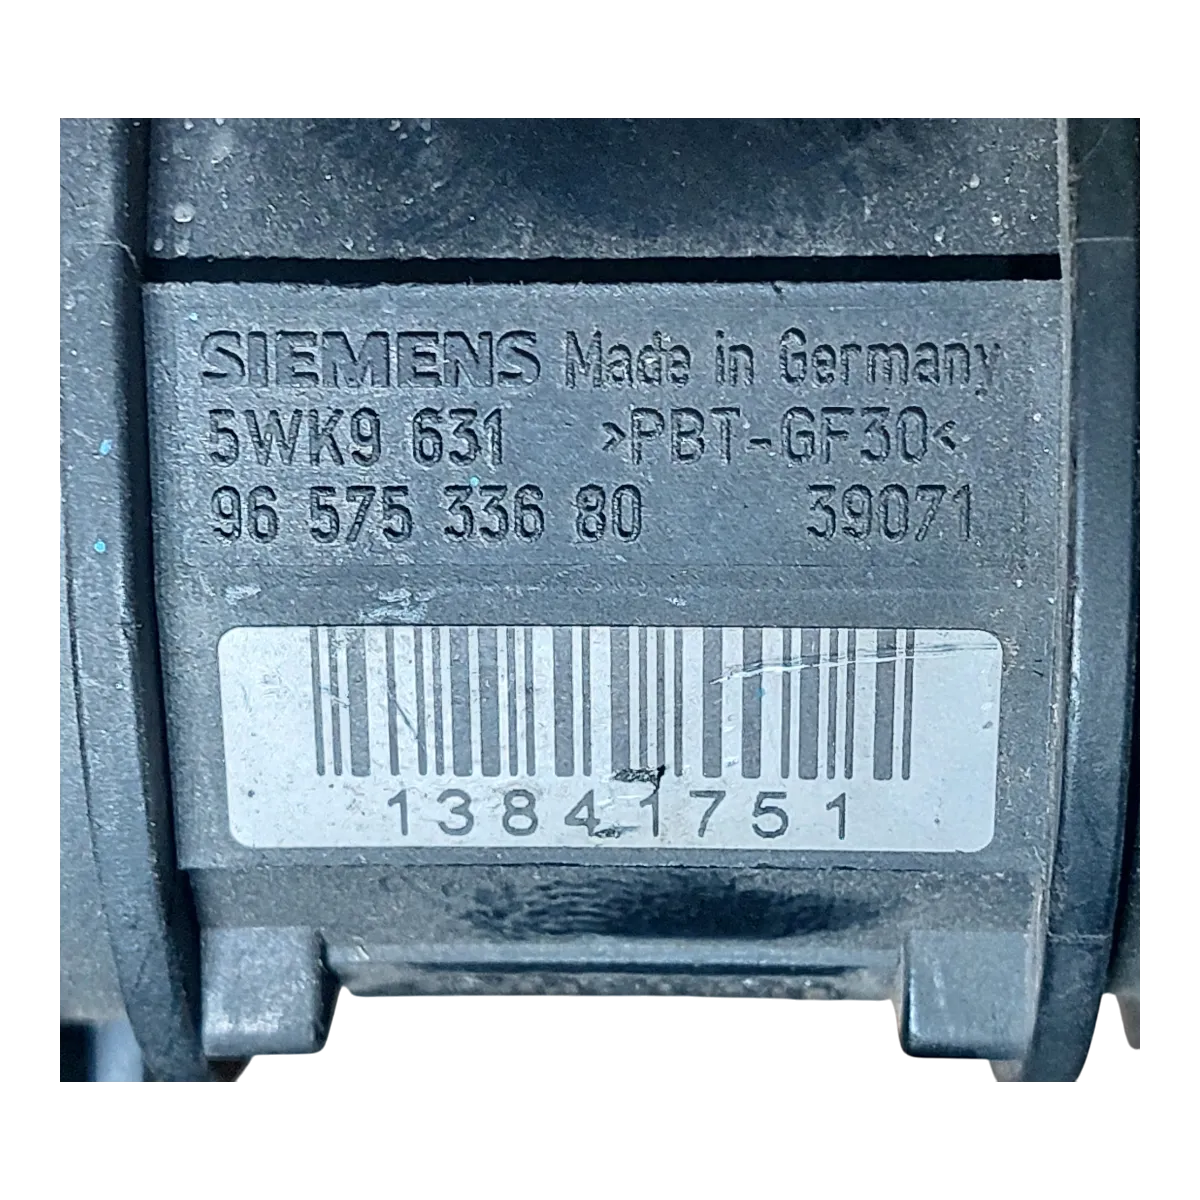 SIEMENS Made in Germany
5WK9 631 >PBT-GF30<
96 575 336 80 39071
13841751